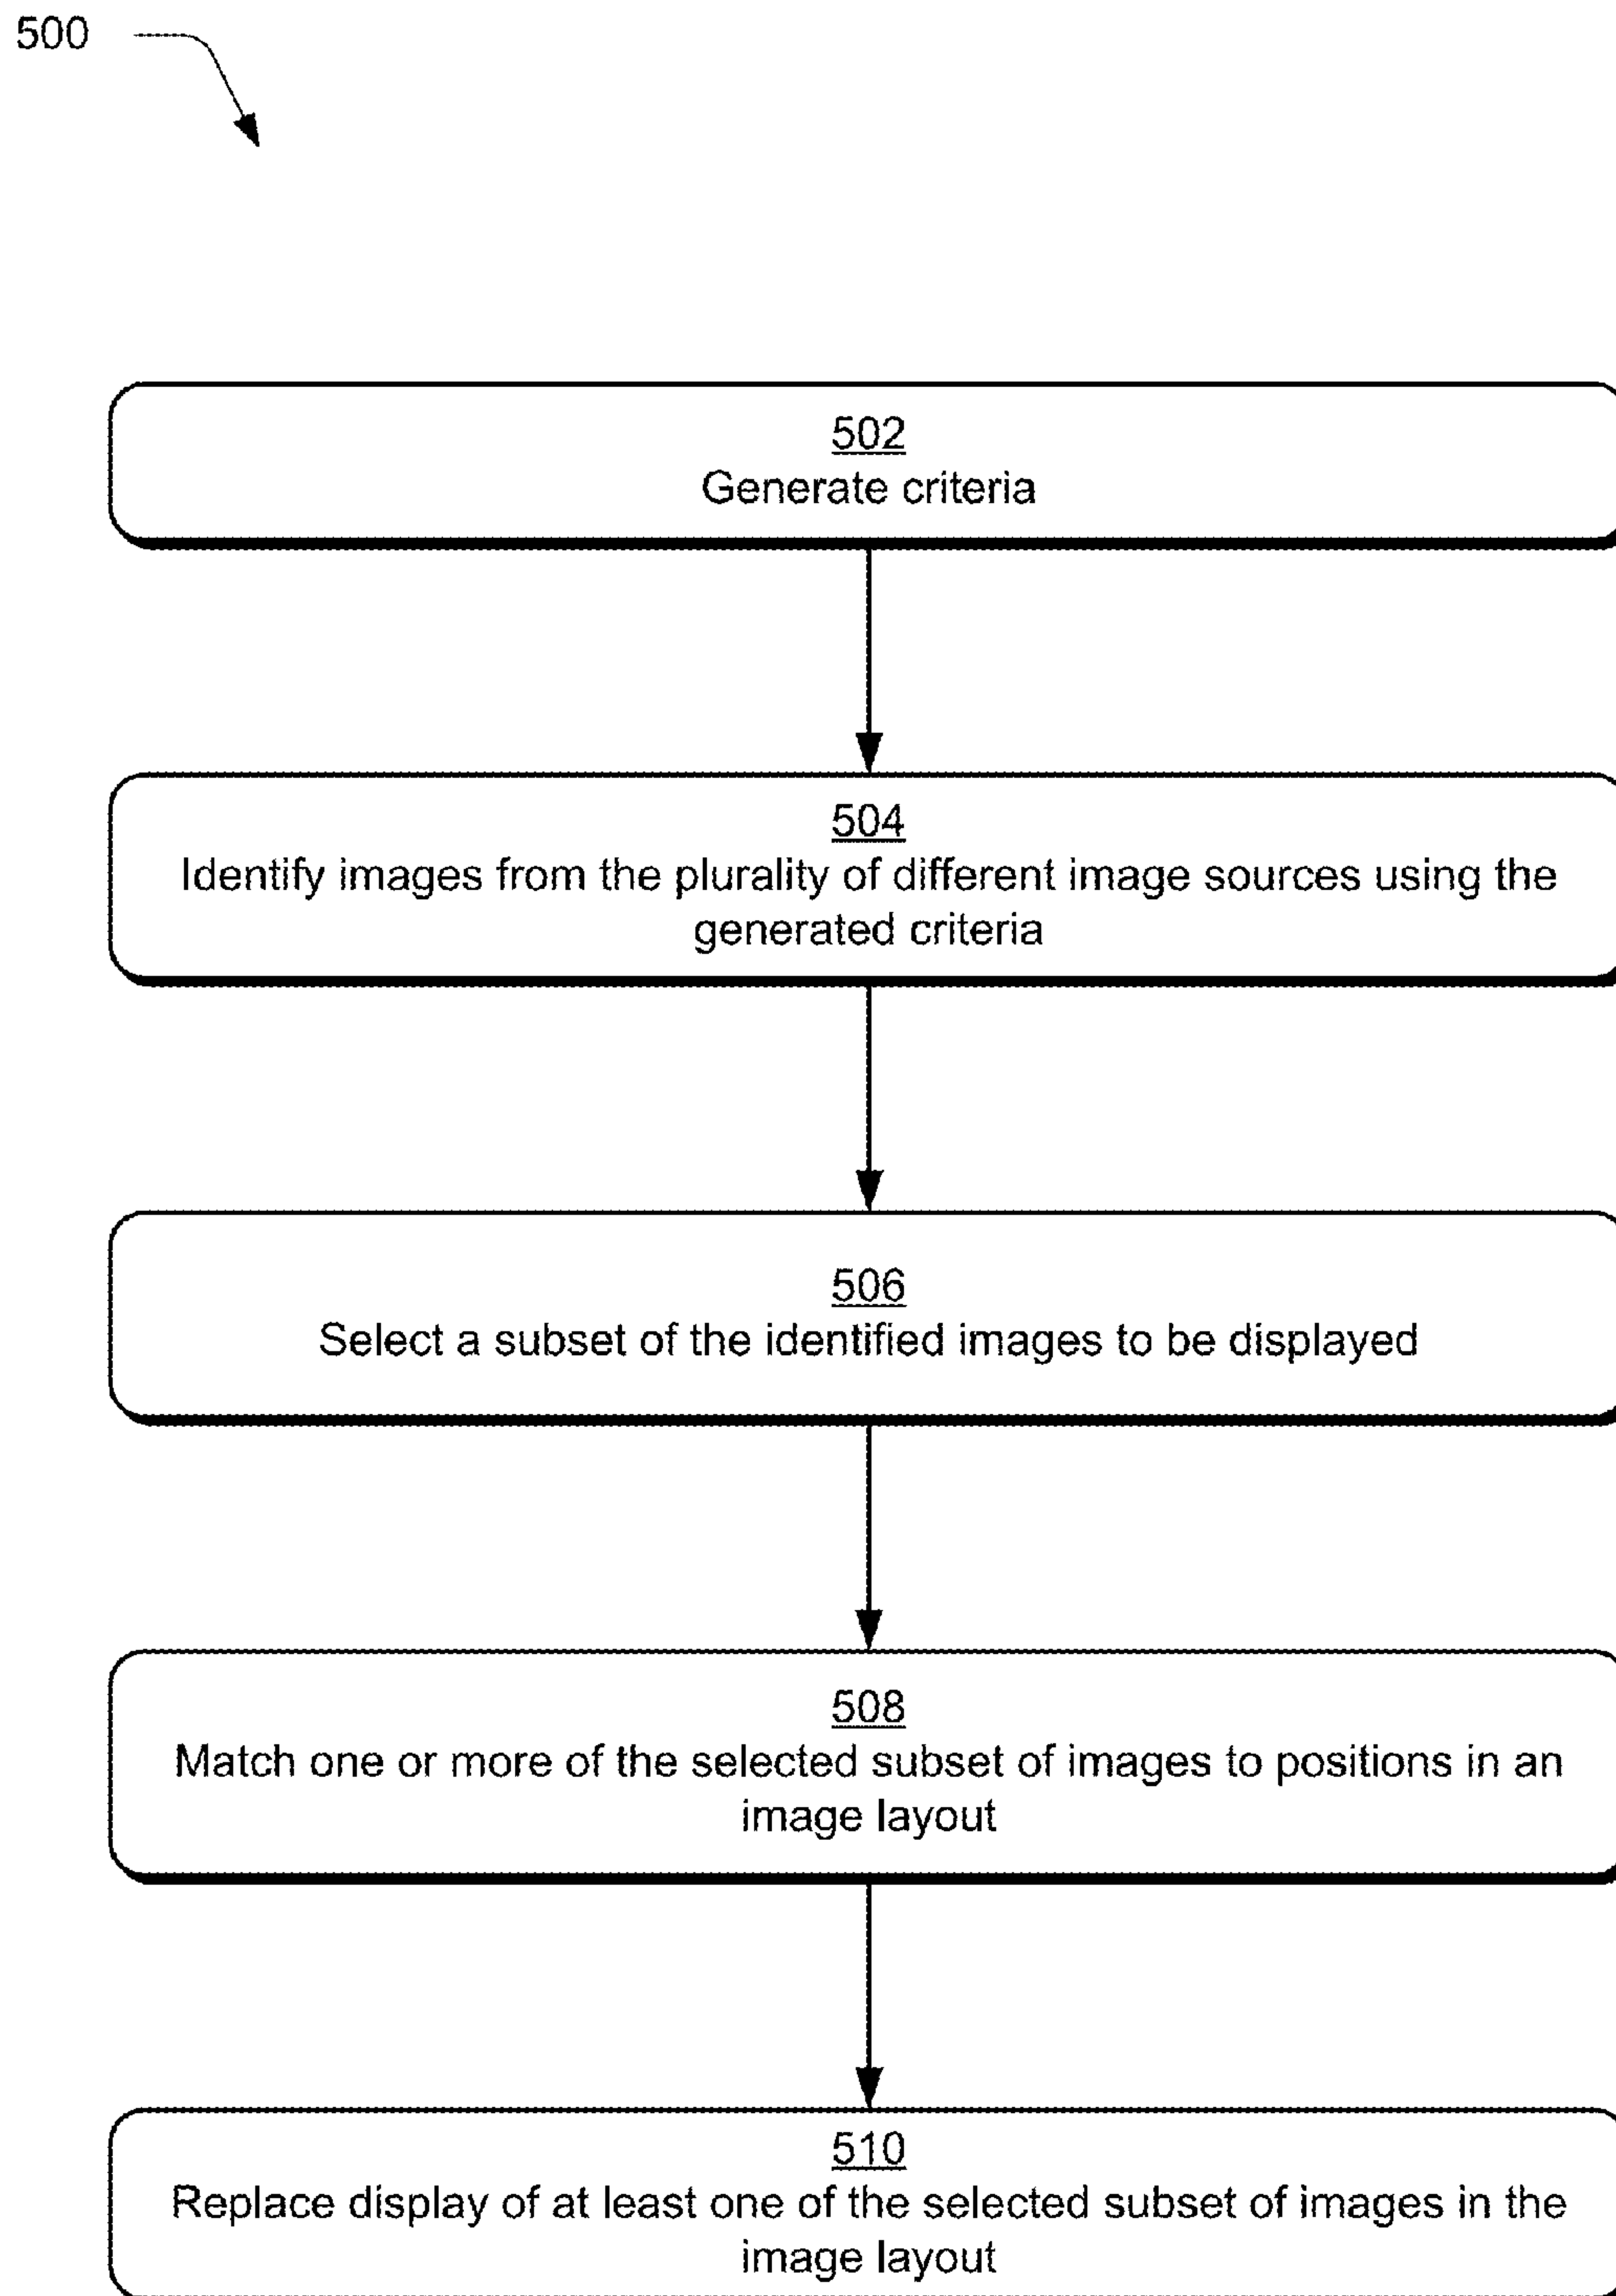 500
502
Generate criteria
504
Identify images from the plurality of different image sources using the
generated criteria
506
Select a subset of the identified images to be displayed
508
Match one or more of the selected subset of images to positions in an
image layout
510
Replace display of at least one of the selected subset of images in the
image layout